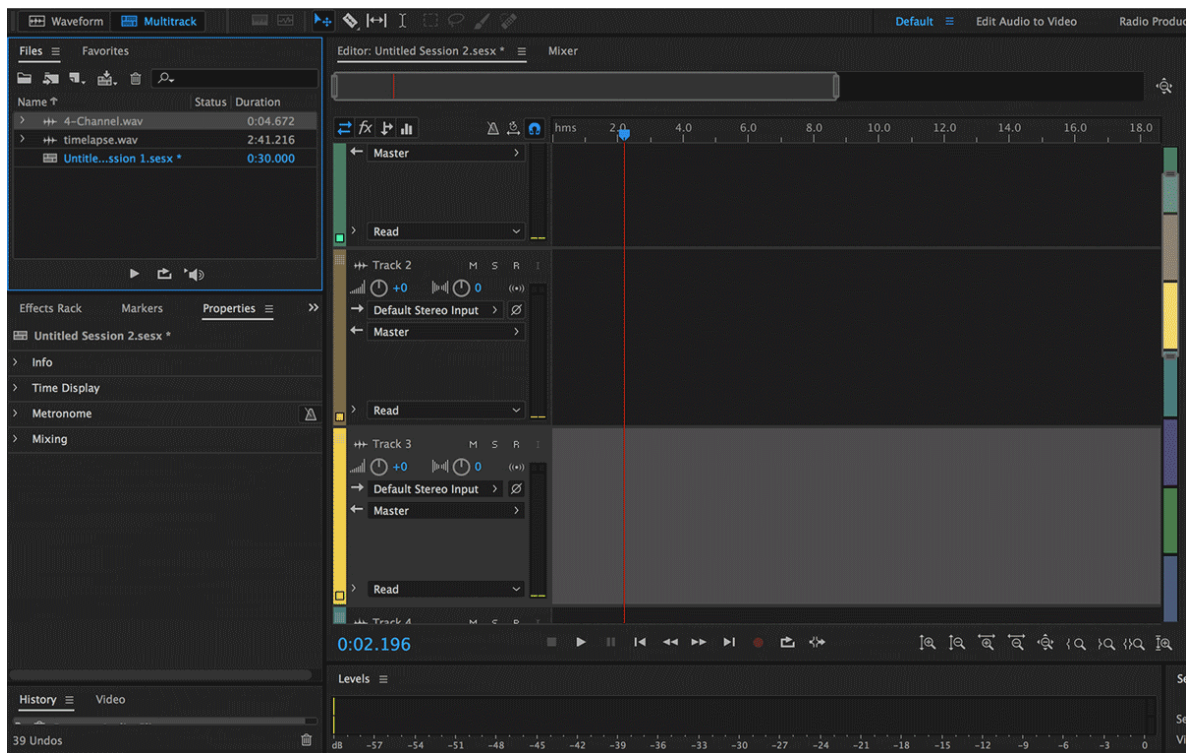 Waveform Multitrack Default Edit Audio to Video Radio Produc
Files Favorites
Name Status Duration
4-Channel.wav 0:04.672
timelapse.wav 2:41.216
Untitle...ssion 1.sesx * 0:30.000
Effects Rack Markers Properties
Untitled Session 2.sesx *
Info
Time Display
Metronome
Mixing
History Video
39 Undos
Editor: Untitled Session 2.sesx * Mixer
fx hms 2.0 4.0 6.0 8.0 10.0 12.0 14.0 16.0 18.0
Master
Read
Track 2 M S R I
+0 0
Default Stereo Input
Master
Read
Track 3 M S R I
+0 0
Default Stereo Input
Master
Read
Track 4 M S R
0:02.196
Levels Se
Se
Vi
dB -57 -54 -51 -48 -45 -42 -39 -36 -33 -30 -27 -24 -21 -18 -15 -12 -9 -6 -3 0